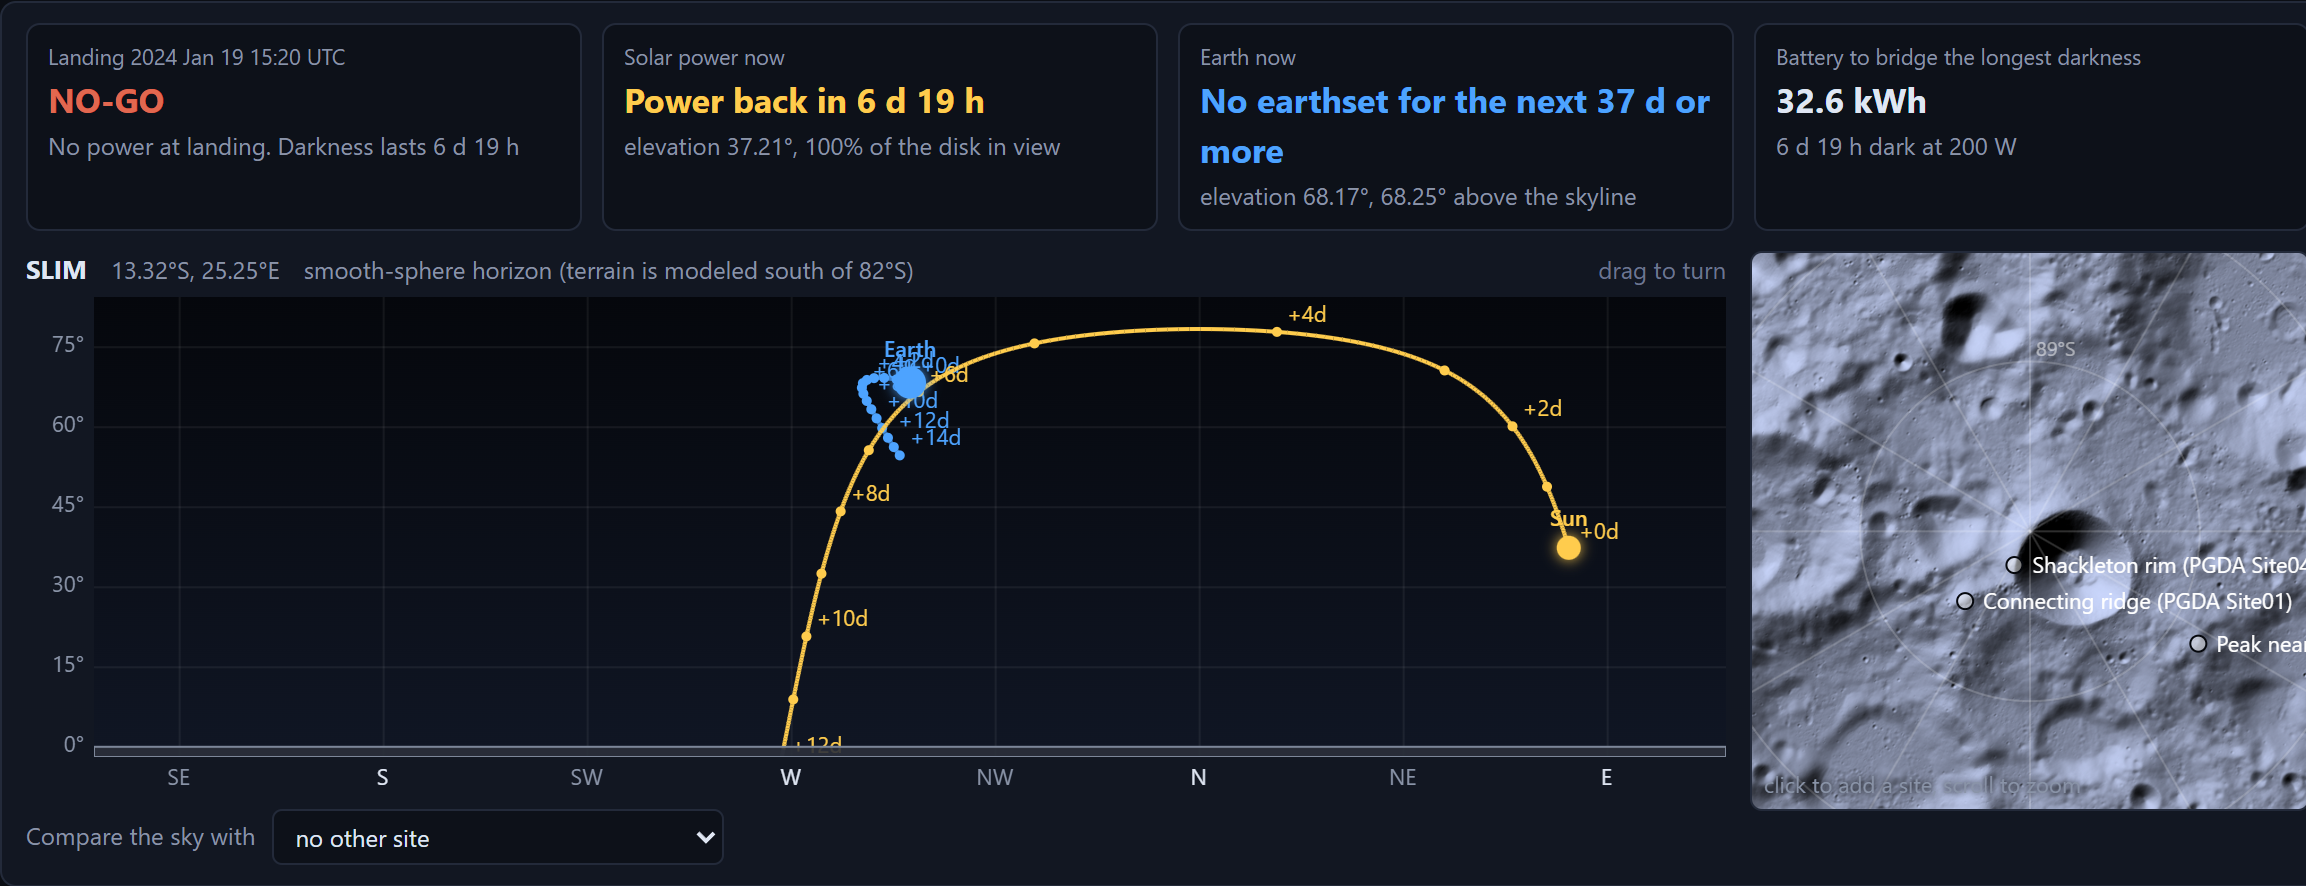 Landing 2024 Jan 19 15:20 UTC
NO-GO
No power at landing. Darkness lasts 6 d 19 h
Solar power now
Power back in 6 d 19 h
elevation 37.21°, 100% of the disk in view
Earth now
No earthset for the next 37 d or
more
elevation 68.17°, 68.25° above the skyline
Battery to bridge the longest darkness
32.6 kWh
6 d 19 h dark at 200 W
SLIM 13.32°S, 25.25°E smooth-sphere horizon (terrain is modeled south of 82°S)
drag to turn
75°
60°
45°
30°
15°
0°
Earth
+10d
+12d
+14d
+4d
+2d
Sun
+0d
+6d
+8d
+10d
+12d
SE S SW W NW N NE E
89°S
Shackleton rim (PGDA Site04
Connecting ridge (PGDA Site01)
Peak near
click to add a site, scroll to zoom
Compare the sky with
no other site